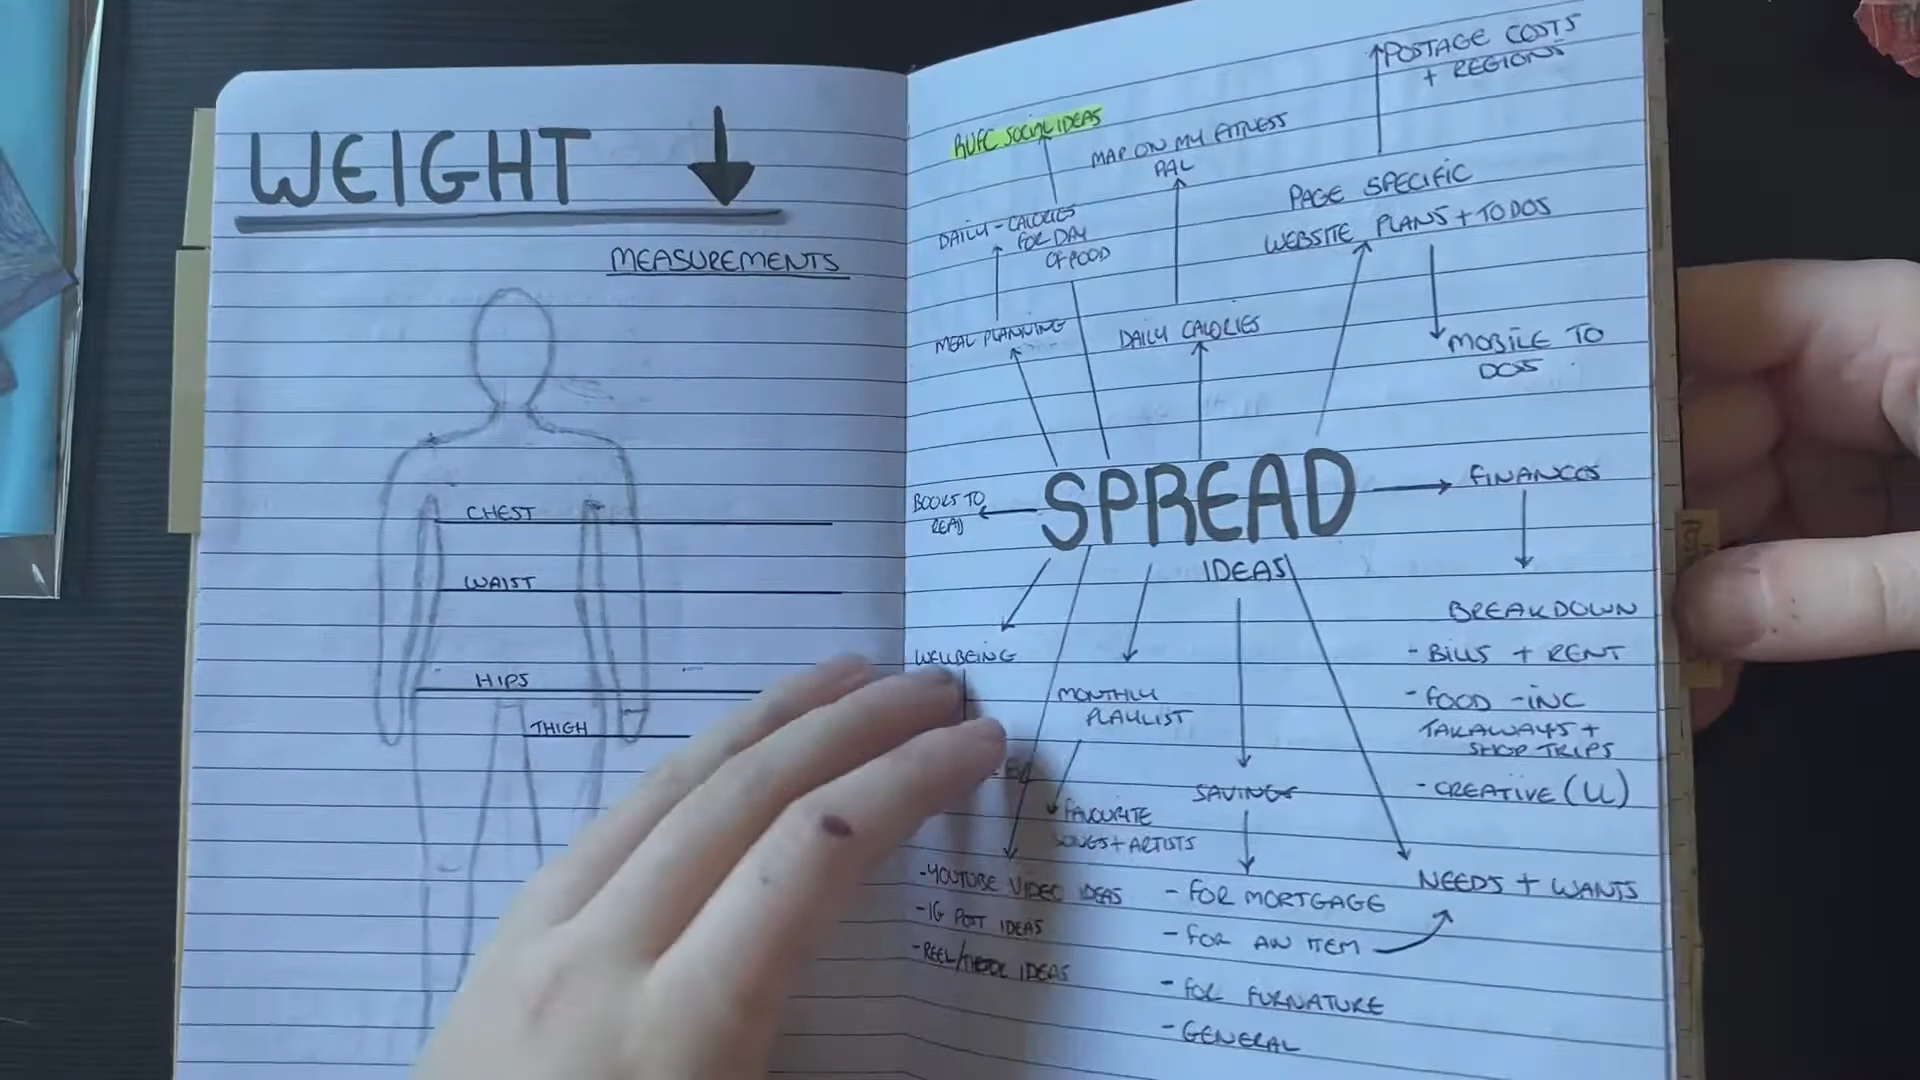 WEIGHT
MEASUREMENTS
CHEST
WAIST
HIPS
THIGH
POSTAGE COSTS
+ REGIONS
RUFC SOCIAL IDEAS
MAP ON MY FITNESS
PAL
PAGE SPECIFIC
WEBSITE PLANS + TO DOS
DAILY - CALORIES
FOR DAY
OF FOOD
MEAL PLANNING
DAILY CALORIES
MOBILE TO
DOS
SPREAD
IDEAS
BOOKS TO
READ
FINANCES
BREAKDOWN
- BILLS + RENT
- FOOD - INC
TAKAWAYS +
SHOP TRIPS
- CREATIVE (LL)
WELLBEING
MONTHLY
PLAYLIST
FAVOURITE
SONGS + ARTISTS
SAVINGS
NEEDS + WANTS
- YOUTUBE VIDEO IDEAS
- IG POST IDEAS
- REEL/ IDEAS
- FOR MORTGAGE
- FOR AN ITEM
- FOR FURNATURE
- GENERAL